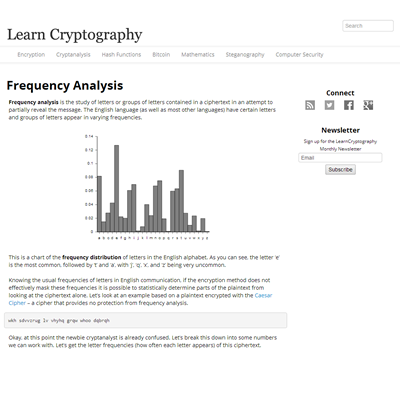 Learn Cryptography
Search
Encryption Cryptanalysis Hash Functions Bitcoin Mathematics Steganography Computer Security
Frequency Analysis
Frequency analysis is the study of letters or groups of letters contained in a ciphertext in an attempt to
partially reveal the message. The English language (as well as most other languages) have certain letters
and groups of letters appear in varying frequencies.
0.14
0.12
0.1
0.08
0.06
0.04
0.02
0
a b c d e f g h i j k l m n o p q r s t u v w x y z
This is a chart of the frequency distribution of letters in the English alphabet. As you can see, the letter 'e'
is the most common, followed by 't' and 'a', with 'j', 'q', 'x', and 'z' being very uncommon.
Knowing the usual frequencies of letters in English communication, if the encryption method does not
effectively mask these frequencies it is possible to statistically determine parts of the plaintext from
looking at the ciphertext alone. Let's look at an example based on a plaintext encrypted with the Caesar
Cipher – a cipher that provides no protection from frequency analysis.
wkh sdvvzrug lv vhyhq grqw whoo dqbrqh
Okay, at this point the newbie cryptanalyst is already confused. Let's break this down into some numbers
we can work with. Let's get the letter frequencies (how often each letter appears) of this ciphertext.
Connect
Newsletter
Sign up for the LearnCryptography
Monthly Newsletter
Email
Subscribe